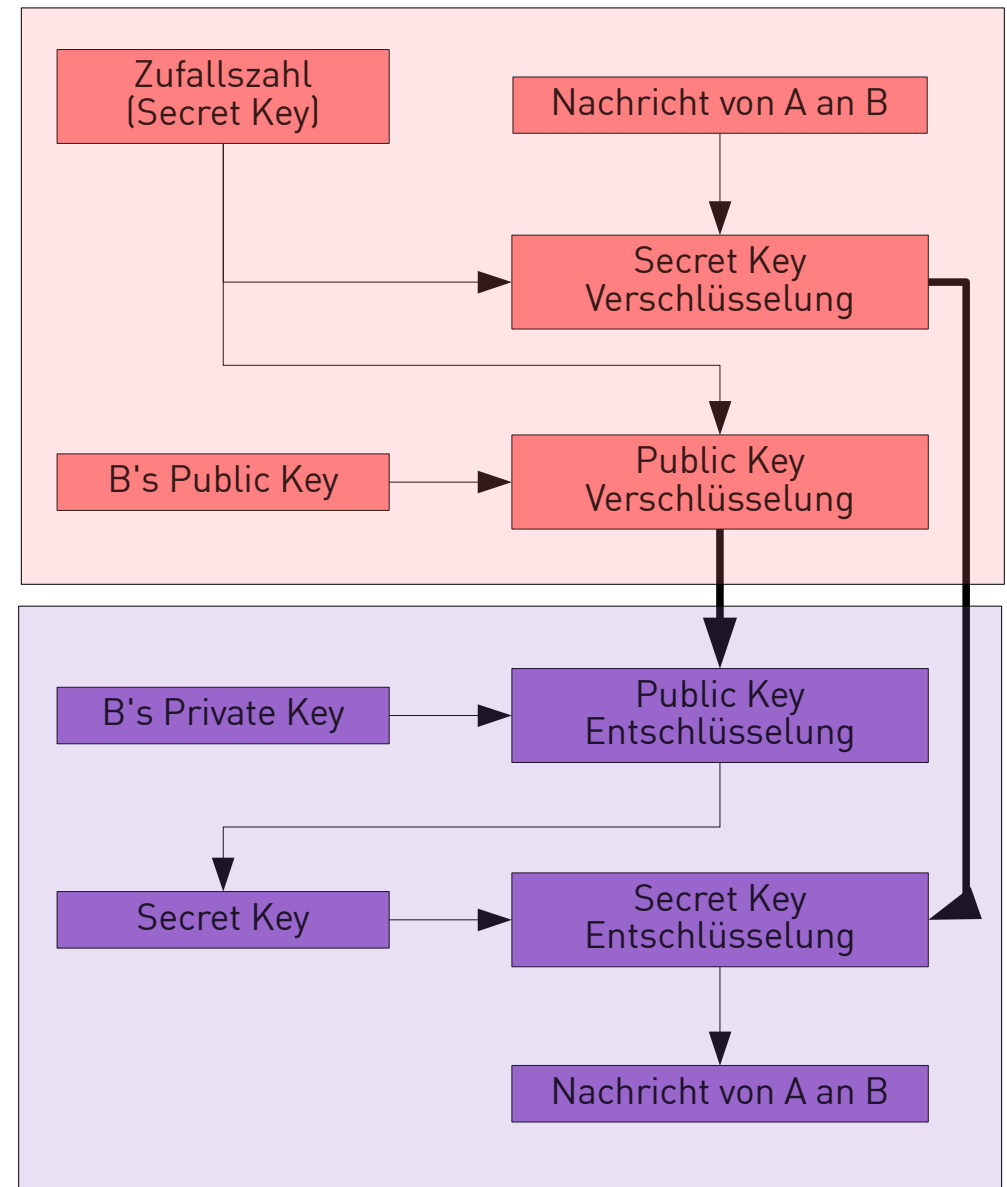 Zufallszahl
(Secret Key)
Nachricht von A an B
Secret Key
Verschlüsselung
B's Public Key
Public Key
Verschlüsselung
B's Private Key
Public Key
Entschlüsselung
Secret Key
Secret Key
Entschlüsselung
Nachricht von A an B